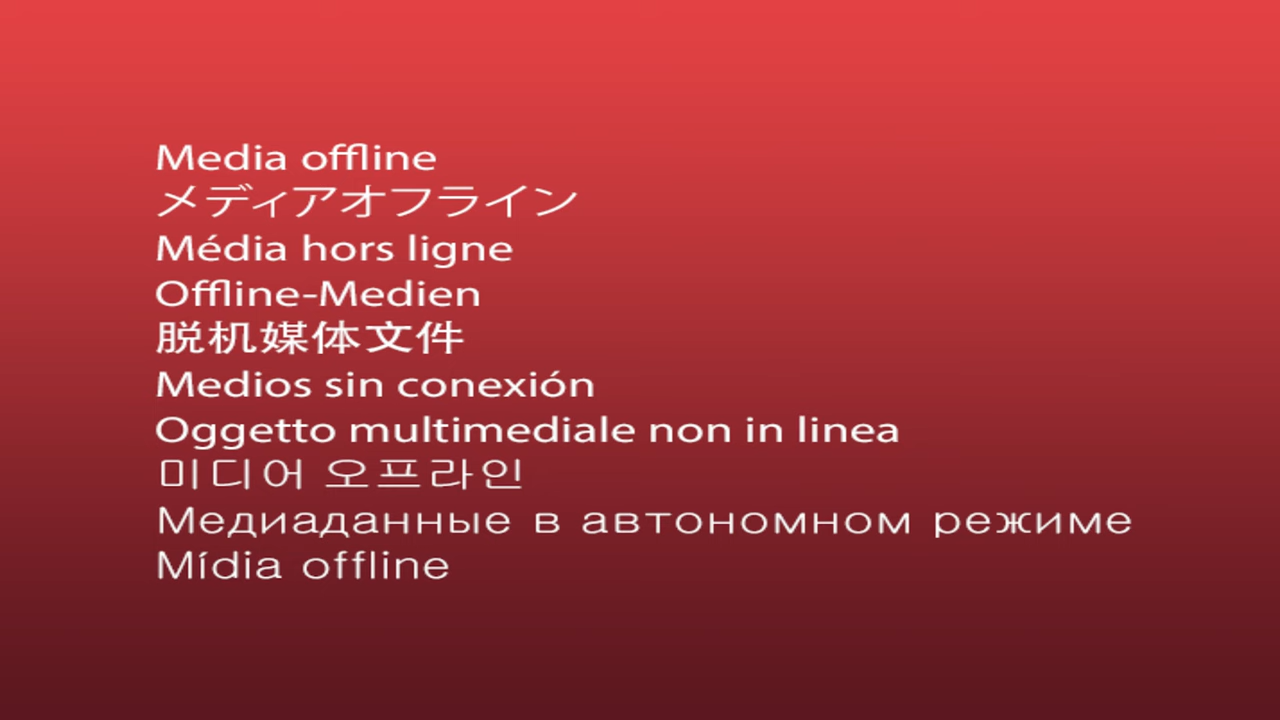 Media offline
メディアオフライン
Média hors ligne
Offline-Medien
脱机媒体文件
Medios sin conexión
Oggetto multimediale non in linea
미디어 오프라인
Медиаданные в автономном режиме
Mídia offline